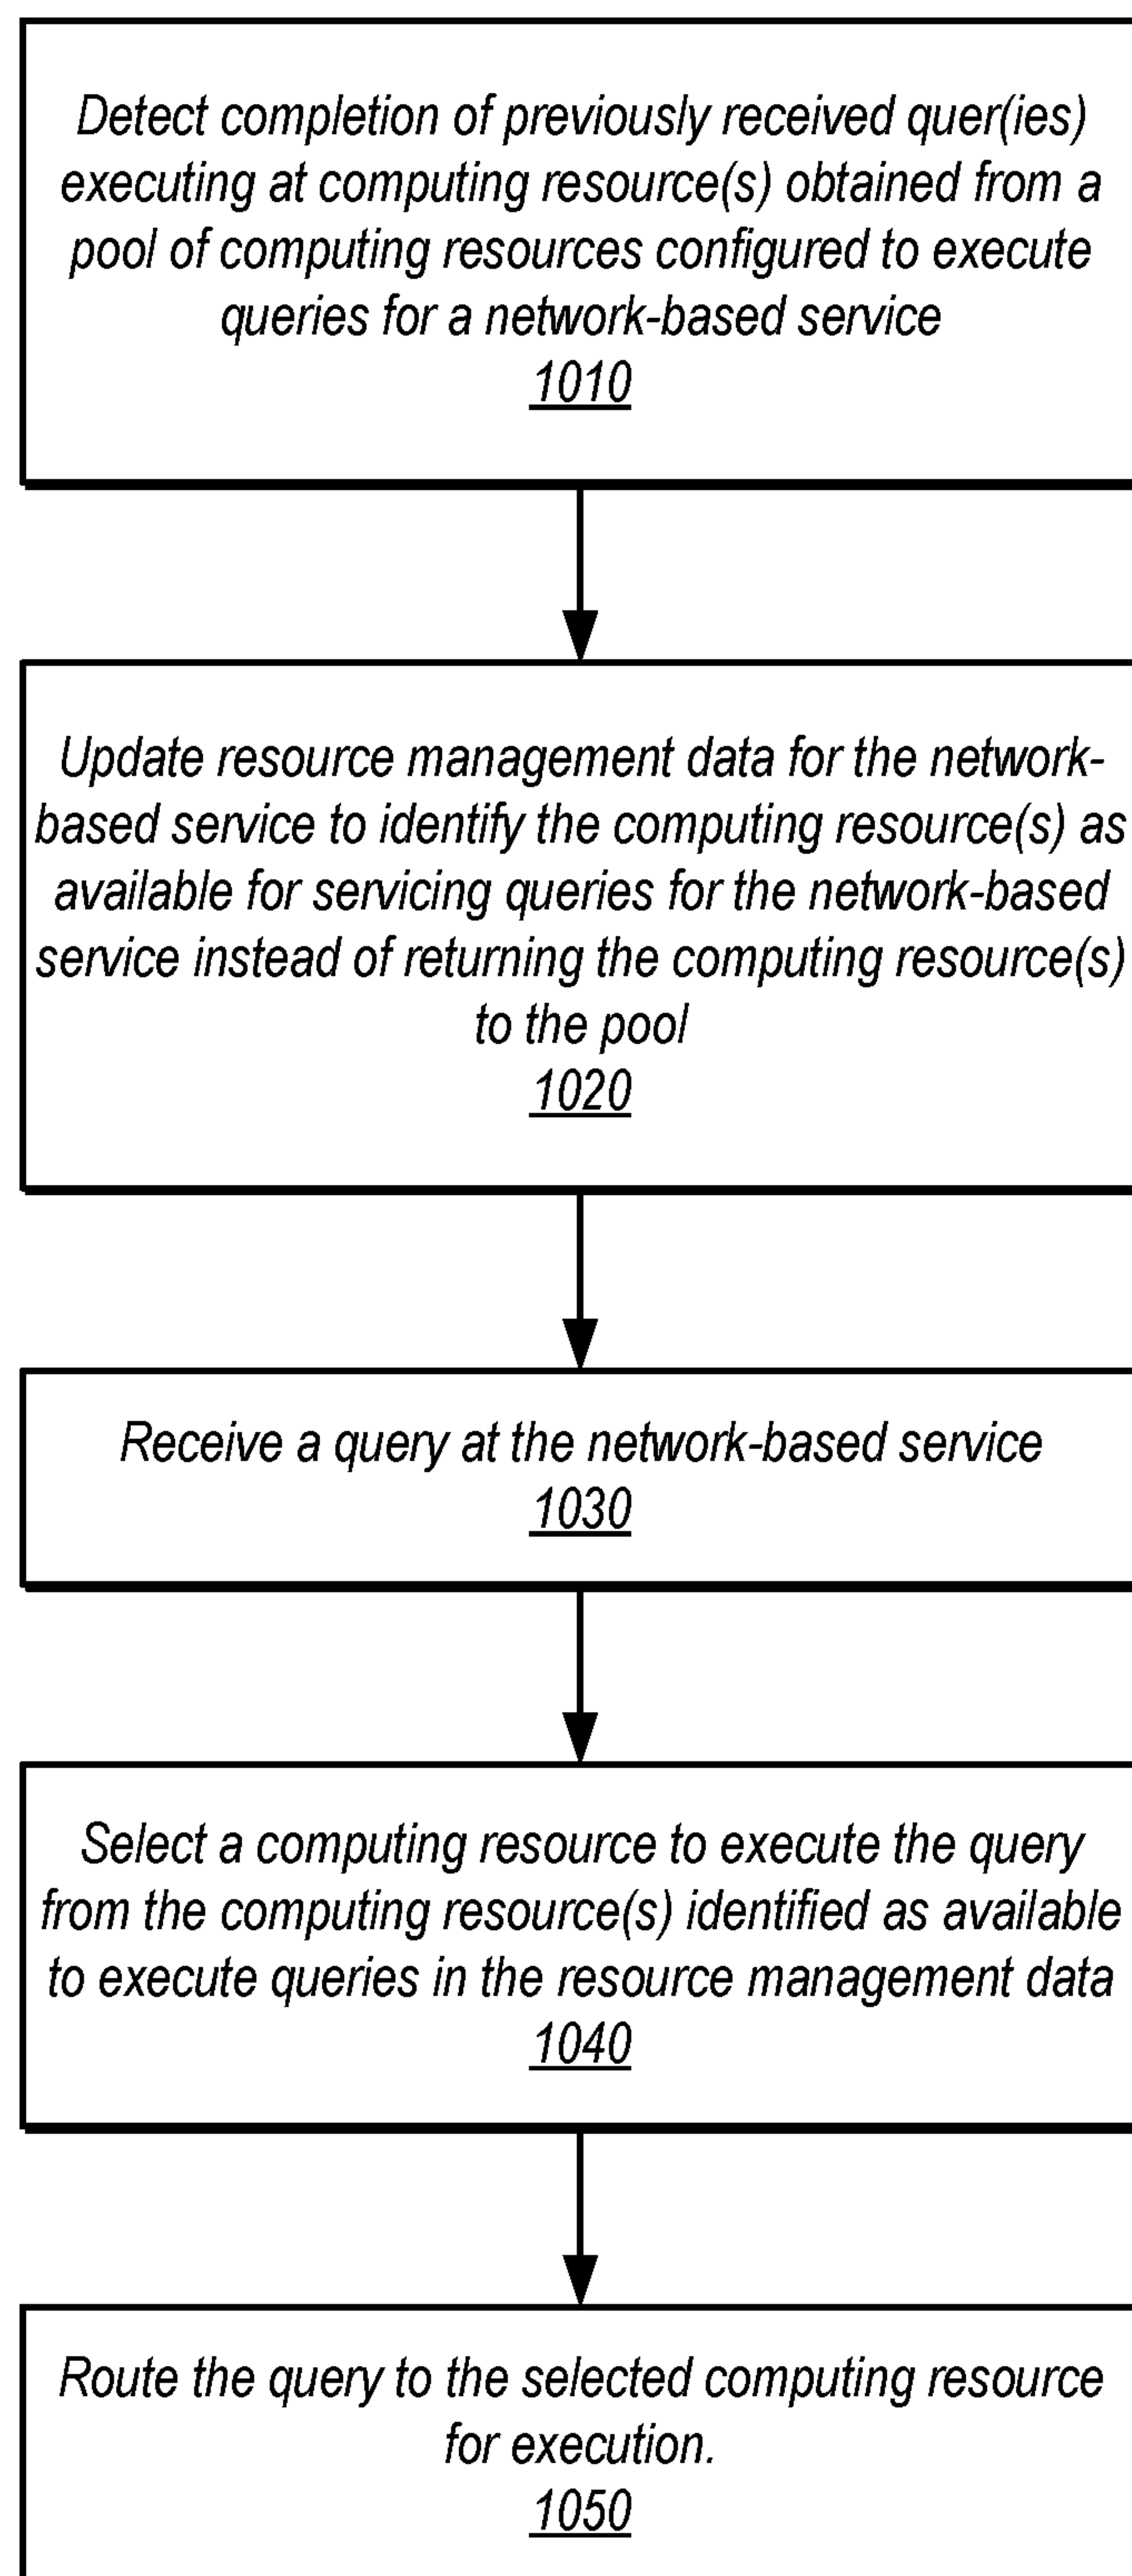 Detect completion of previously received quer(ies)
executing at computing resource(s) obtained from a
pool of computing resources configured to execute
queries for a network-based service
1010
Update resource management data for the network-
based service to identify the computing resource(s) as
available for servicing queries for the network-based
service instead of returning the computing resource(s)
to the pool
1020
Receive a query at the network-based service
1030
Select a computing resource to execute the query
from the computing resource(s) identified as available
to execute queries in the resource management data
1040
Route the query to the selected computing resource
for execution.
1050